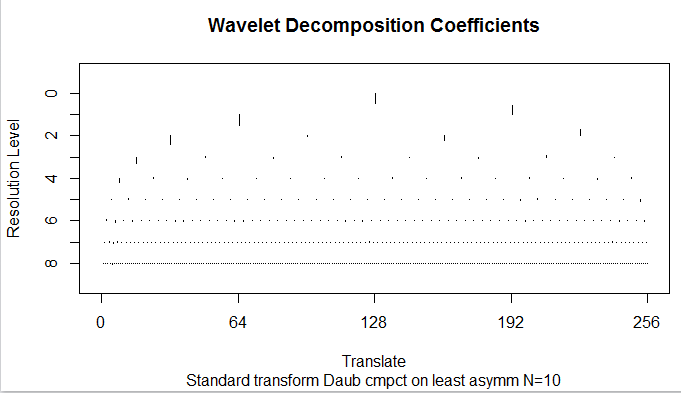 Wavelet Decomposition Coefficients
Resolution Level
0
2
4
6
8
0 64 128 192 256
Translate
Standard transform Daub cmpct on least asymm N=10